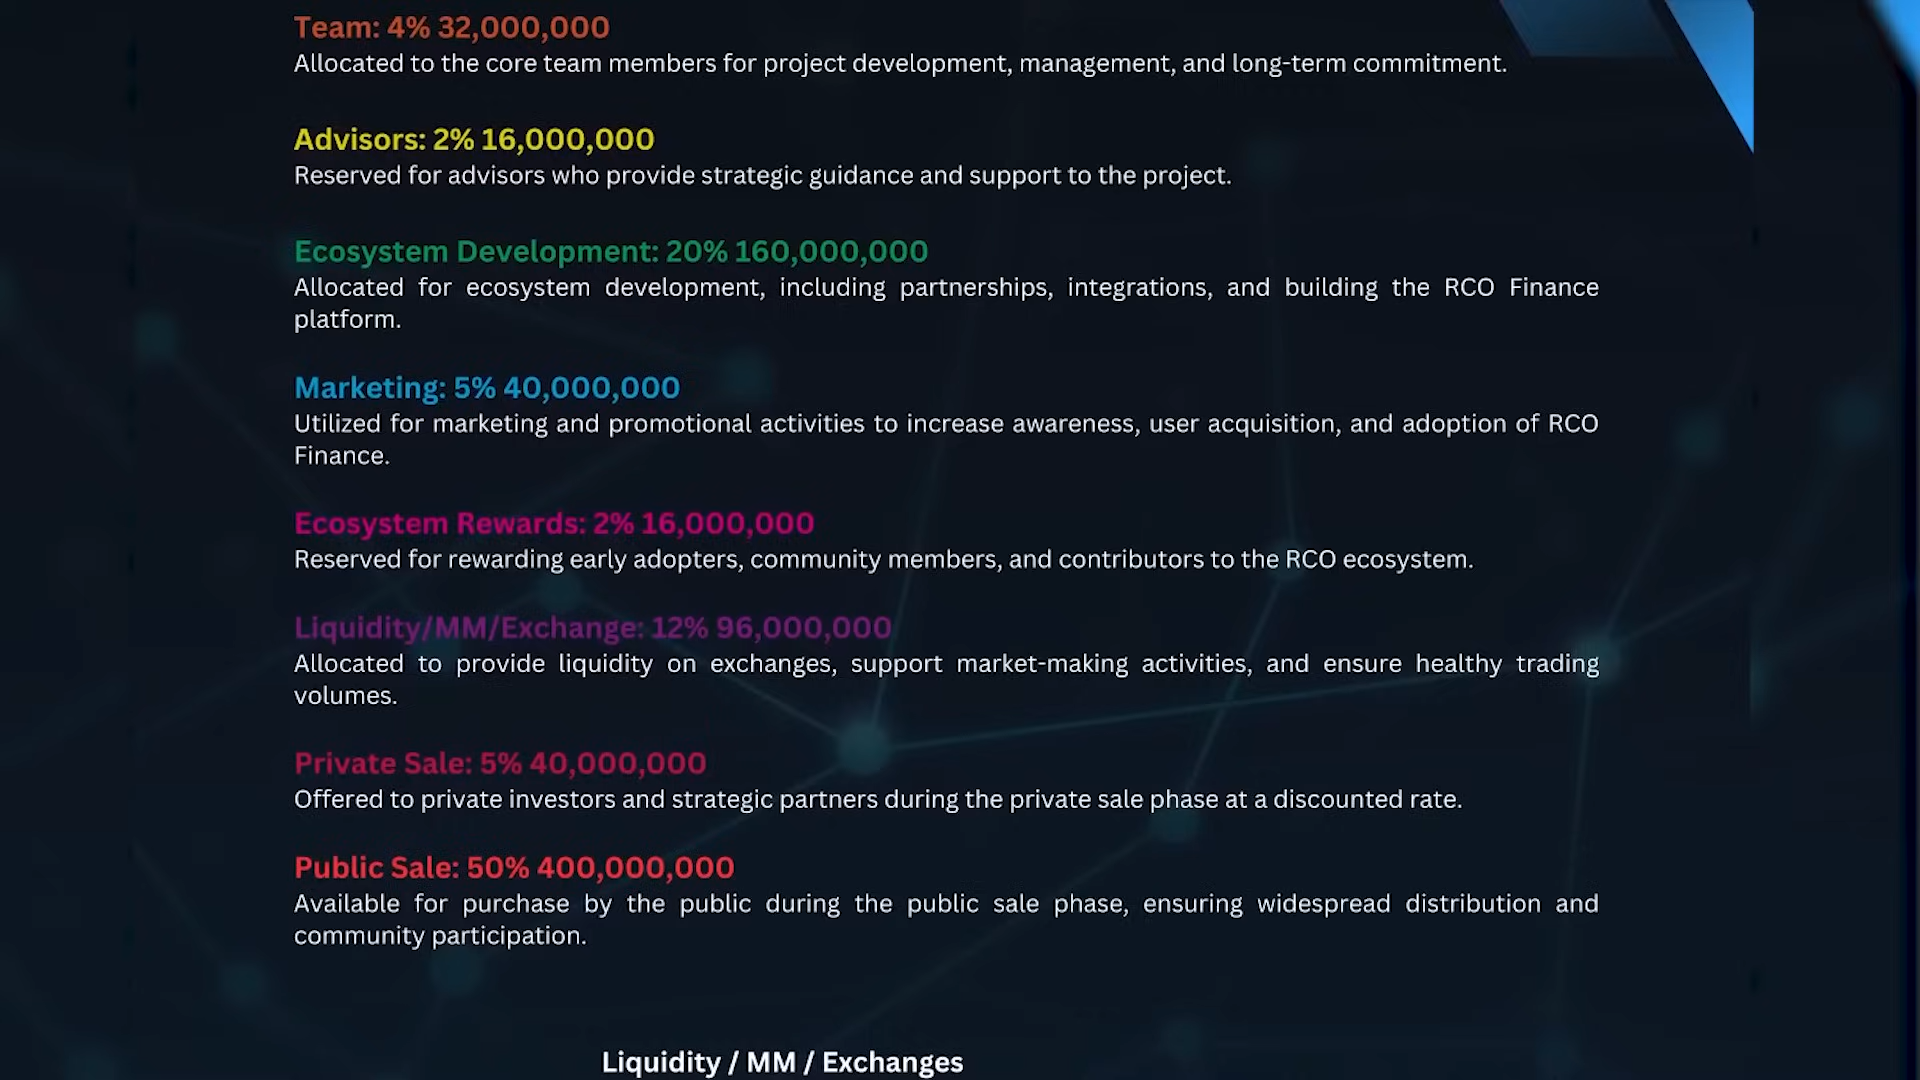 Team: 4% 32,000,000
Allocated to the core team members for project development, management, and long-term commitment.
Advisors: 2% 16,000,000
Reserved for advisors who provide strategic guidance and support to the project.
Ecosystem Development: 20% 160,000,000
Allocated for ecosystem development, including partnerships, integrations, and building the RCO Finance
platform.
Marketing: 5% 40,000,000
Utilized for marketing and promotional activities to increase awareness, user acquisition, and adoption of RCO
Finance.
Ecosystem Rewards: 2% 16,000,000
Reserved for rewarding early adopters, community members, and contributors to the RCO ecosystem.
Liquidity/MM/Exchange: 12% 96,000,000
Allocated to provide liquidity on exchanges, support market-making activities, and ensure healthy trading
volumes.
Private Sale: 5% 40,000,000
Offered to private investors and strategic partners during the private sale phase at a discounted rate.
Public Sale: 50% 400,000,000
Available for purchase by the public during the public sale phase, ensuring widespread distribution and
community participation.
Liquidity / MM / Exchanges